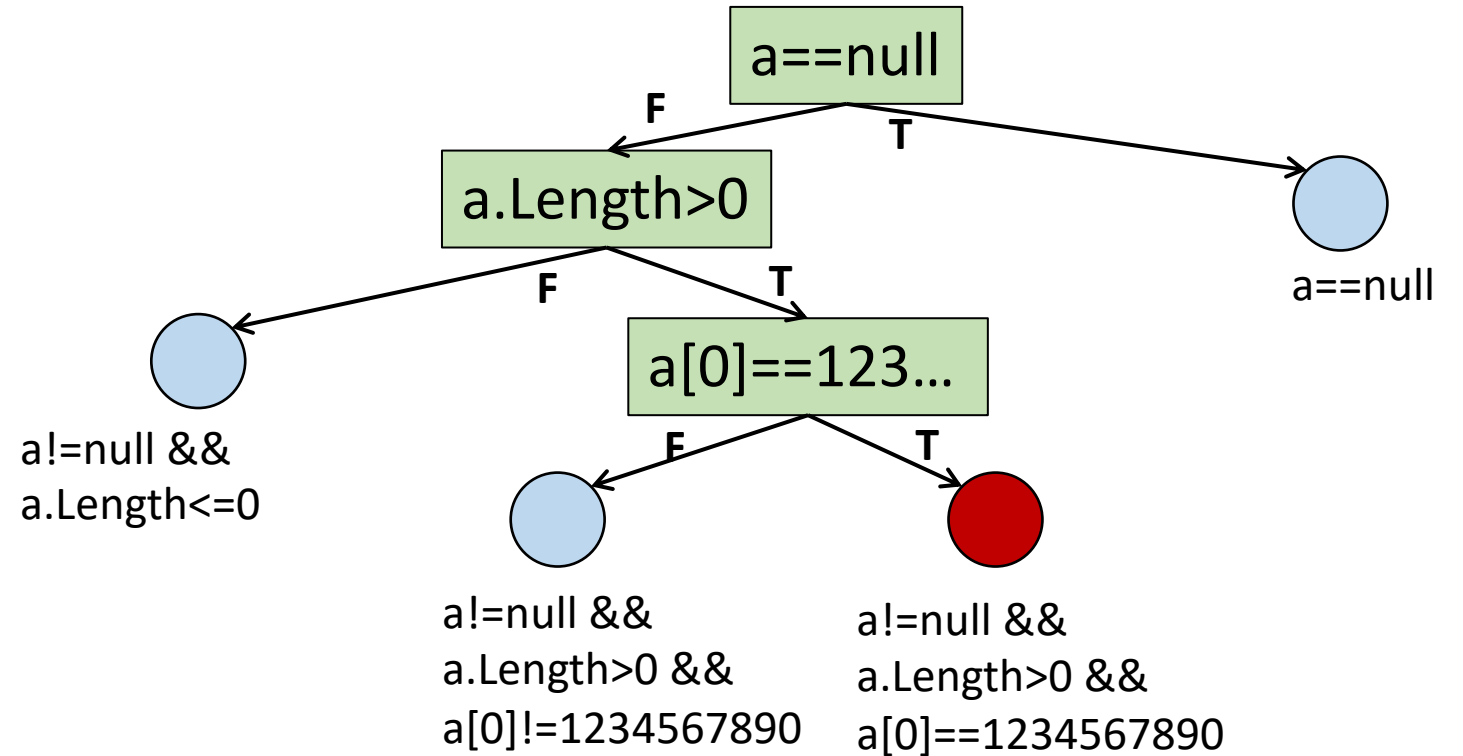 a==null
F
T
a.Length>0
a==null
F
T
a[0]==123…
a!=null &&
a.Length<=0
F
T
a!=null &&
a.Length>0 &&
a[0]!=1234567890
a!=null &&
a.Length>0 &&
a[0]==1234567890